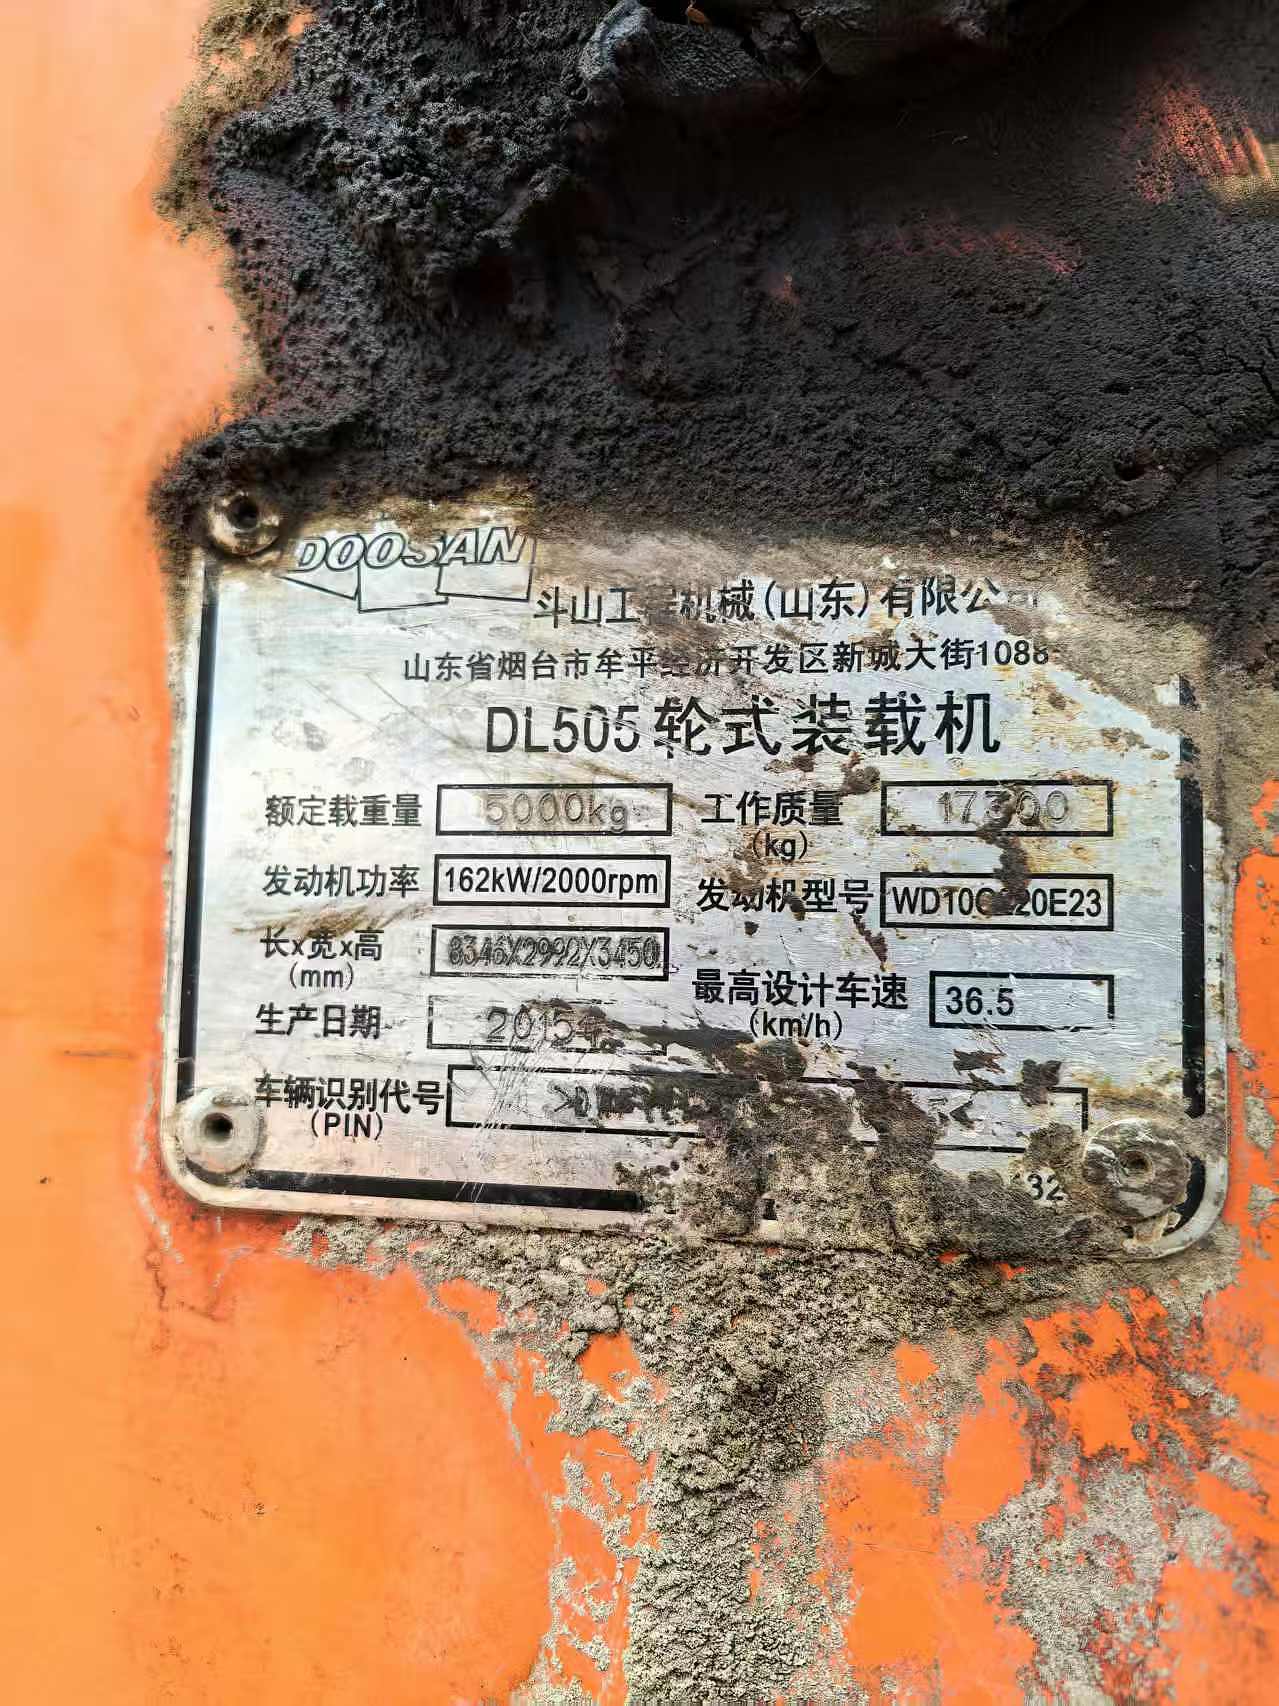 DOOSAN
斗山工程机械(山东)有限公
山东省烟台市牟平经济开发区新城大街1088
DL505轮式装载机
额定载重量 5000kg 工作质量 17300
(kg)
发动机功率 162kW/2000rpm 发动机型号 WD10G220E23
长x宽x高 8346X2992X3450
(mm)
最高设计车速 36.5
(km/h)
生产日期
车辆识别代号
(PIN)